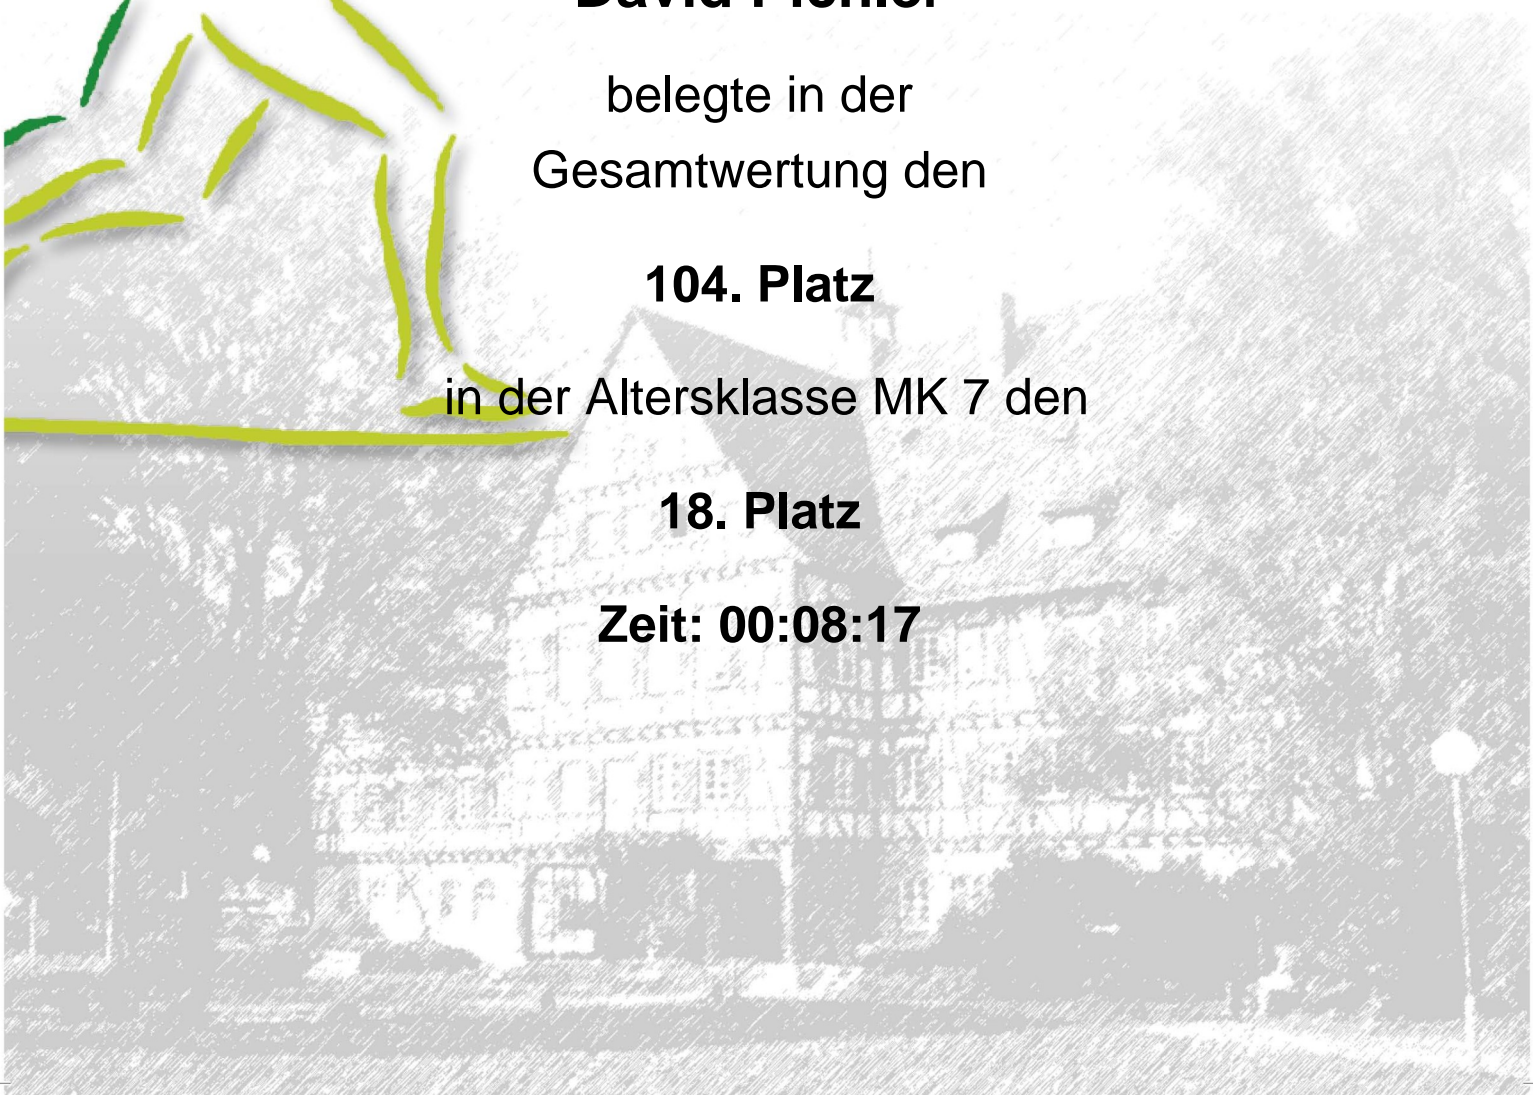 David
belegte in der
Gesamtwertung den
104. Platz
in der Altersklasse MK 7 den
18. Platz
Zeit: 00:08:17